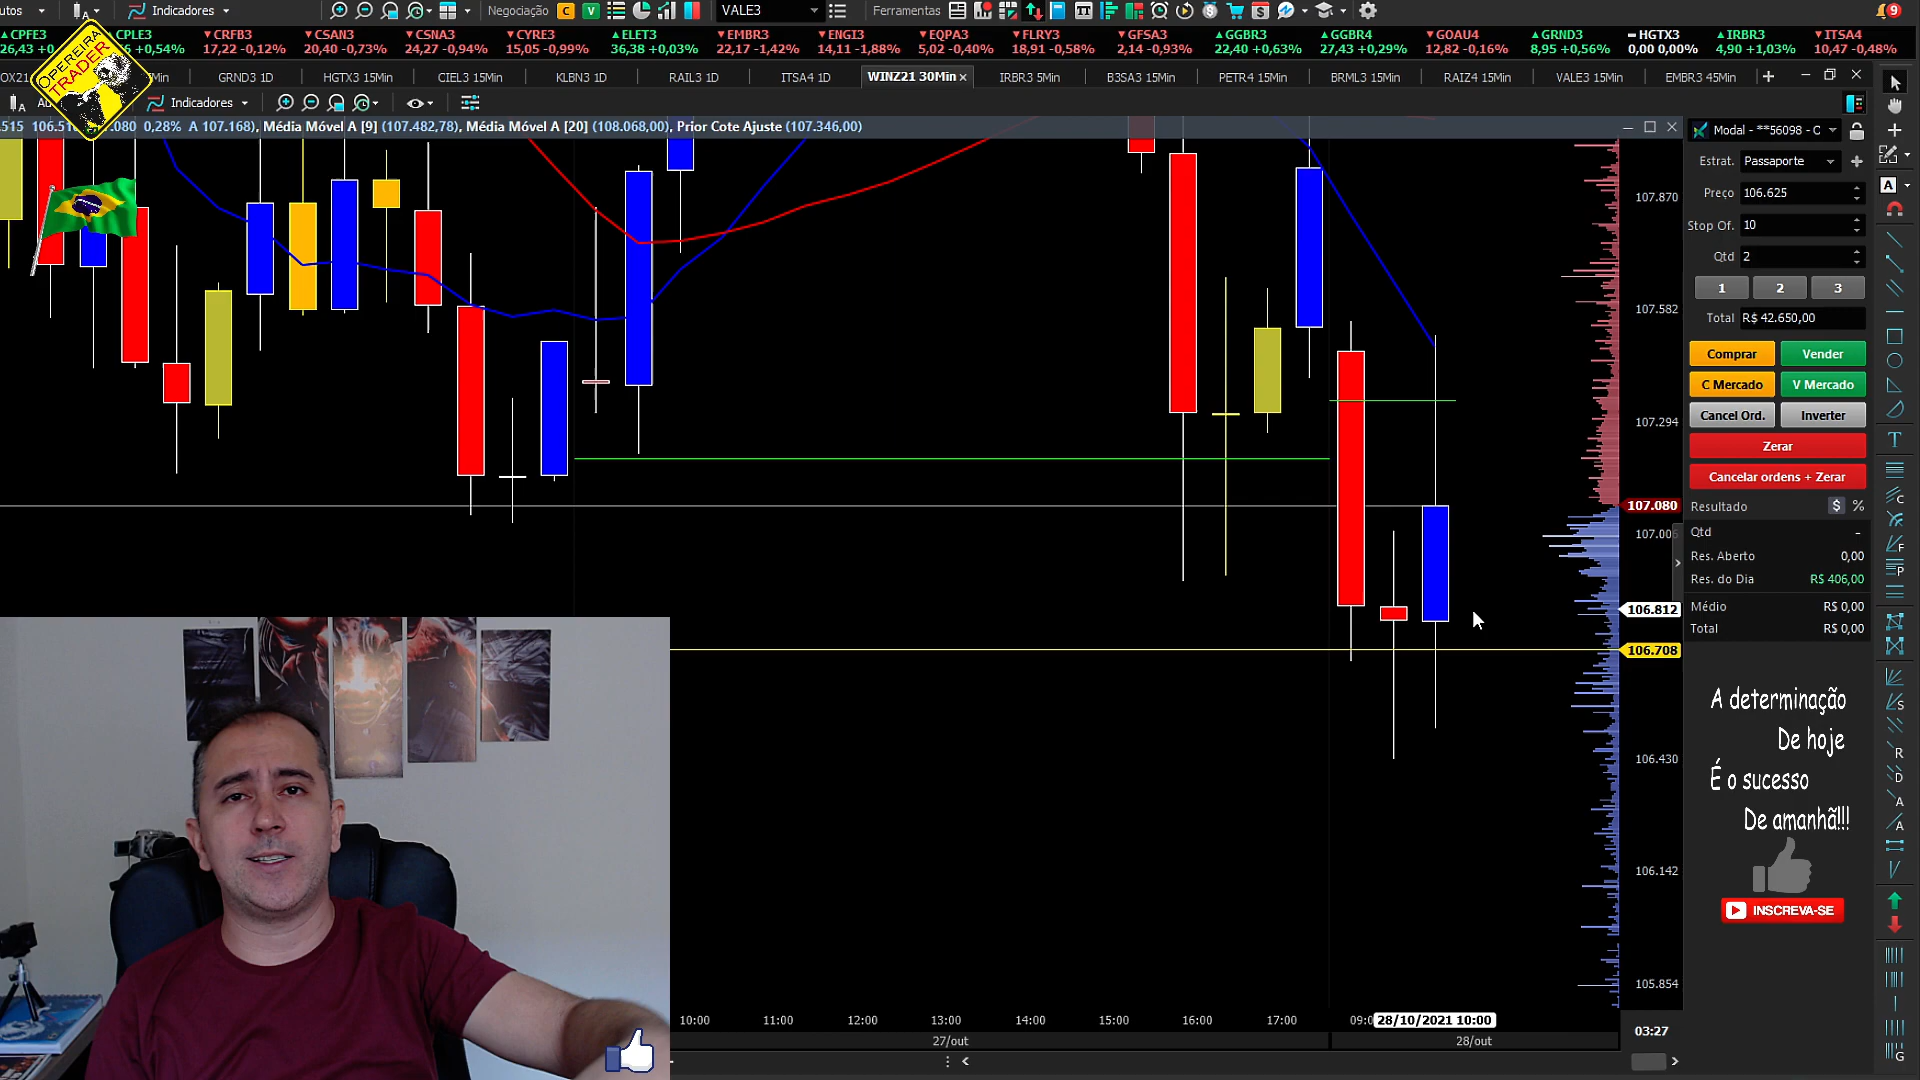 utos
Indicadores
Negociação
C
V
VALE3
Ferramentas
9
CPFE3 CPLE3 CRFB3 CSAN3 CSNA3 CYRE3 ELET3 EMBR3 ENGI3 EQPA3 FLRY3 GFSA3 GGBR3 GGBR4 GOAU4 GRND3 HGTX3 IRBR3 ITSA4
26,43 +0, +0,54% 17,22 -0,12% 20,40 -0,73% 24,27 -0,94% 15,05 -0,99% 36,38 +0,03% 22,17 -1,42% 14,11 -1,88% 5,02 -0,40% 18,91 -0,58% 2,14 -0,93% 22,40 +0,63% 27,43 +0,29% 12,82 -0,16% 8,95 +0,56% 0,00 0,00% 4,90 +1,03% 10,47 -0,48%
OPEREIRA
TRADER
OX21 Min GRND3 1D HGTX3 15Min CIEL3 15Min KLBN3 1D RAIL3 1D ITSA4 1D WINZ21 30Min × IRBR3 5Min B3SA3 15Min PETR4 15Min BRML3 15Min RAIZ4 15Min VALE3 15Min EMBR3 45Min
Indicadores
.515 106.510 .080 0,28% A 107.168), Média Móvel A [9] (107.482,78), Média Móvel A [20] (108.068,00), Prior Cote Ajuste (107.346,00)
Modal - **56098 - C
Estrat. Passaporte
Preço 106.625
Stop Of. 10
Qtd 2
1 2 3
Total R$ 42.650,00
Comprar Vender
C Mercado V Mercado
Cancel Ord. Inverter
Zerar
Cancelar ordens + Zerar
Resultado $ %
Qtd -
Res. Aberto 0,00
Res. do Dia R$ 406,00
Médio R$ 0,00
Total R$ 0,00
107.870
107.582
107.294
107.080
107.006
106.812
106.708
106.430
106.142
105.854
A determinação
De hoje
É o sucesso
De amanhã!!!
INSCREVA-SE
10:00 11:00 12:00 13:00 14:00 15:00 16:00 17:00 09:0 28/10/2021 10:00
03:27
27/out 28/out